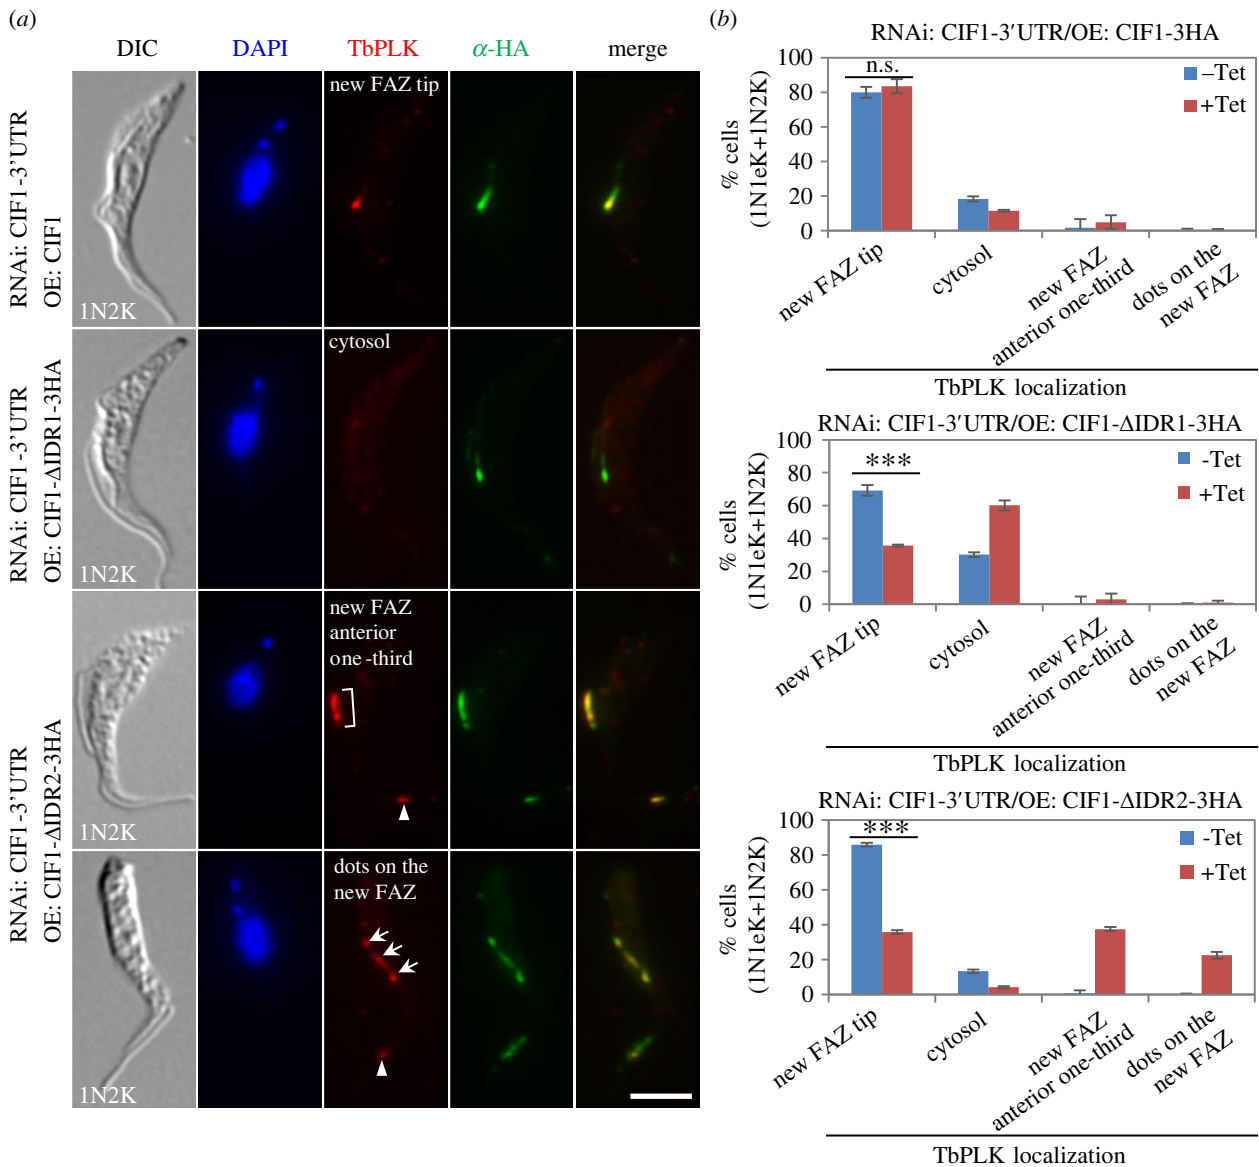 (a)
DIC
DAPI
TbPLK
α-HA
merge
RNAi: CIF1-3’UTR
OE: CIF1
new FAZ tip
1N2K
RNAi: CIF1-3’UTR
OE: CIF1-ΔIDR1-3HA
cytosol
1N2K
RNAi: CIF1-3’UTR
OE: CIF1-ΔIDR2-3HA
new FAZ
anterior
one-third
1N2K
dots on the
new FAZ
1N2K
(b)
RNAi: CIF1-3′UTR/OE: CIF1-3HA
% cells
(1N1eK+1N2K)
100
80
60
40
20
0
n.s.
–Tet
+Tet
new FAZ tip
cytosol
new FAZ
anterior one-third
dots on the
new FAZ
TbPLK localization
RNAi: CIF1-3′UTR/OE: CIF1-ΔIDR1-3HA
% cells
(1N1eK+1N2K)
100
80
60
40
20
0
***
-Tet
+Tet
new FAZ tip
cytosol
new FAZ
anterior one-third
dots on the
new FAZ
TbPLK localization
RNAi: CIF1-3′UTR/OE: CIF1-ΔIDR2-3HA
% cells
(1N1eK+1N2K)
100
80
60
40
20
0
***
-Tet
+Tet
new FAZ tip
cytosol
new FAZ
anterior one-third
dots on the
new FAZ
TbPLK localization